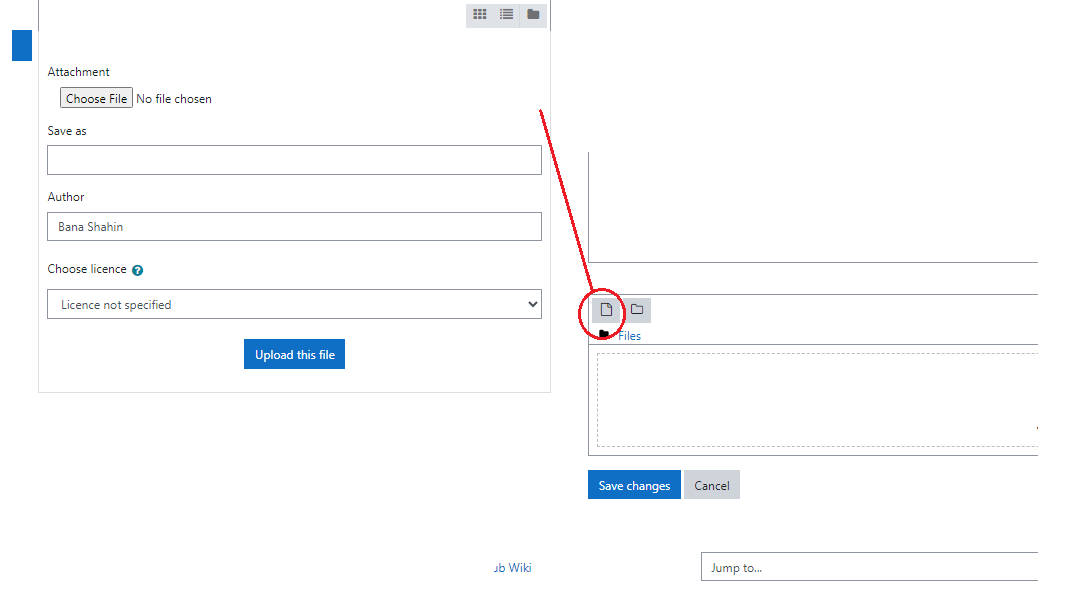 Attachment
Choose File No file chosen
Save as
Author
Bana Shahin
Choose licence ?
Licence not specified
Upload this file
Files
Save changes Cancel
Wiki
Jump to...